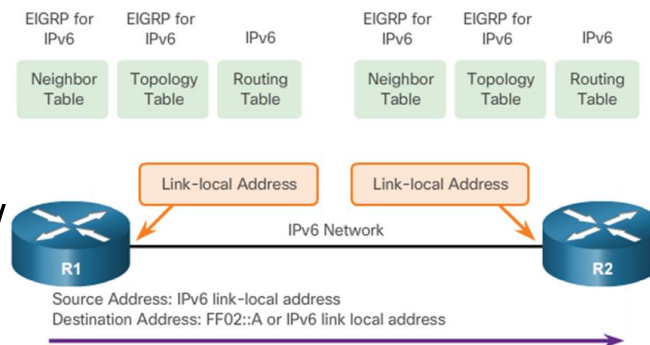 EIGRP for
IPv6
EIGRP for
IPv6
IPv6
EIGRP for
IPv6
EIGRP for
IPv6
IPv6
Neighbor
Table
Topology
Table
Routing
Table
Neighbor
Table
Topology
Table
Routing
Table
Link-local Address
Link-local Address
y
IPv6 Network
R1
R2
Source Address: IPv6 link-local address
Destination Address: FF02::A or IPv6 link local address